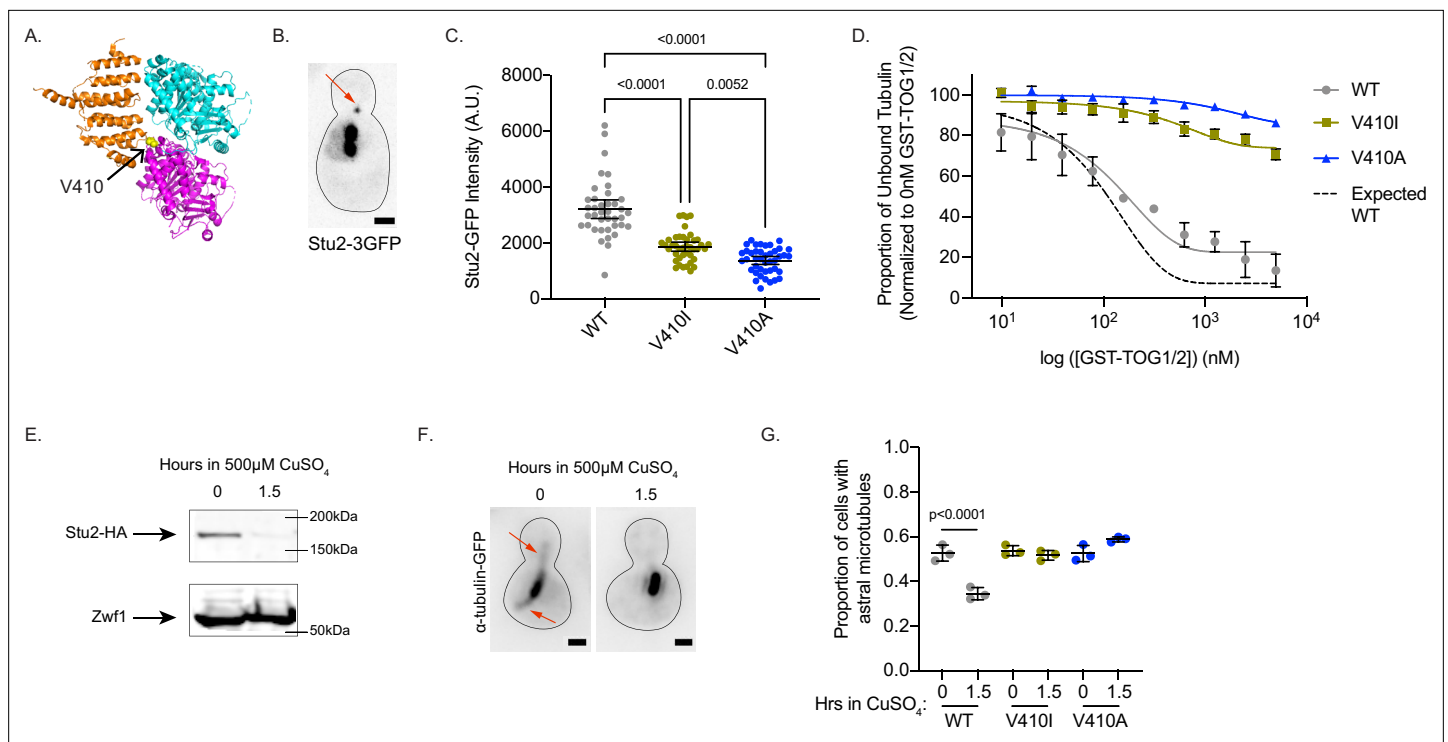 A.
V410
B.
Stu2-3GFP
C.
Stu2-GFP Intensity (A.U.)
8000
6000
4000
2000
0
<0.0001
<0.0001
0.0052
WT
V410I
V410A
D.
Proportion of Unbound Tubulin
(Normalized to 0nM GST-TOG1/2)
100
80
60
40
20
0
10¹
10²
10³
10⁴
log ([GST-TOG1/2]) (nM)
WT
V410I
V410A
Expected
WT
E.
Hours in 500µM CuSO₄
0
1.5
Stu2-HA
200kDa
150kDa
Zwf1
50kDa
F.
Hours in 500µM CuSO₄
0
1.5
α-tubulin-GFP
G.
Proportion of cells with
astral microtubules
1.0
0.8
0.6
0.4
0.2
0.0
p<0.0001
Hrs in CuSO₄:
0 1.5 0 1.5 0 1.5
WT V410I V410A